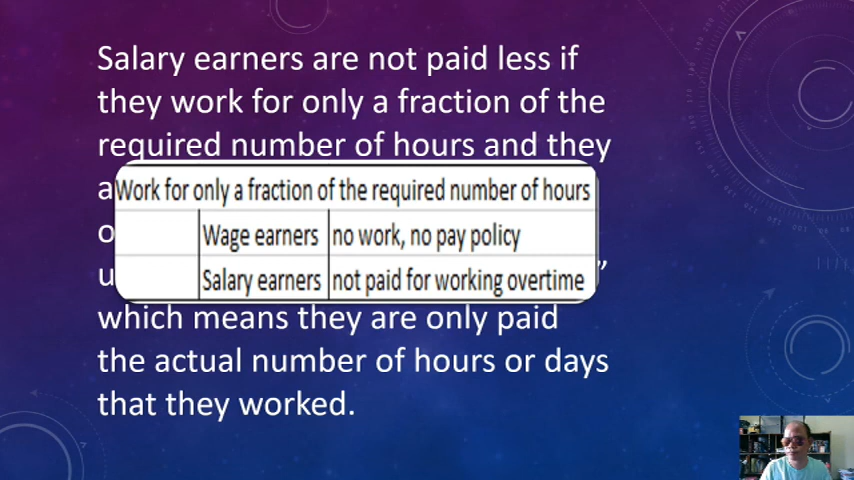 Salary earners are not paid less if
they work for only a fraction of the
required number of hours and they
a
Work for only a fraction of the required number of hours
o
Wage earners no work, no pay policy
u
Salary earners not paid for working overtime
”
which means they are only paid
the actual number of hours or days
that they worked.